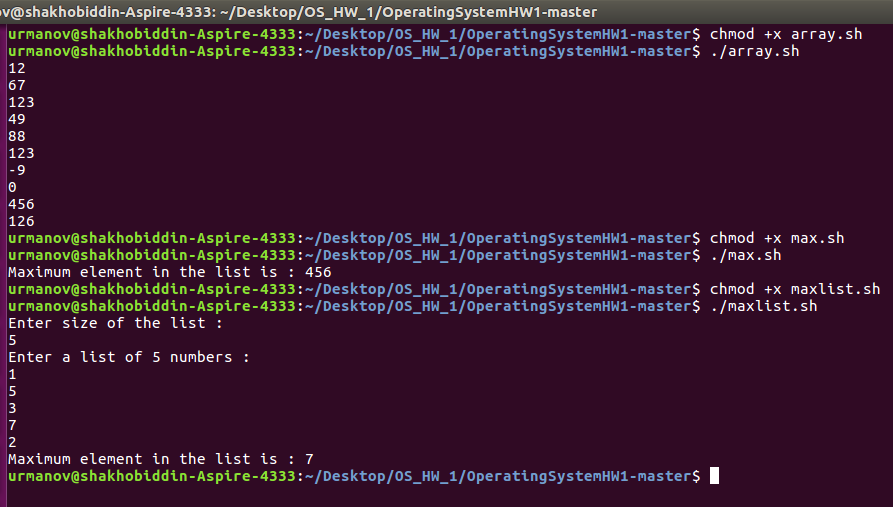 ov@shakhobiddin-Aspire-4333: ~/Desktop/OS_HW_1/OperatingSystemHW1-master
urmanov@shakhobiddin-Aspire-4333:~/Desktop/OS_HW_1/OperatingSystemHW1-master$ chmod +x array.sh
urmanov@shakhobiddin-Aspire-4333:~/Desktop/OS_HW_1/OperatingSystemHW1-master$ ./array.sh
12
67
123
49
88
123
-9
0
456
126
urmanov@shakhobiddin-Aspire-4333:~/Desktop/OS_HW_1/OperatingSystemHW1-master$ chmod +x max.sh
urmanov@shakhobiddin-Aspire-4333:~/Desktop/OS_HW_1/OperatingSystemHW1-master$ ./max.sh
Maximum element in the list is : 456
urmanov@shakhobiddin-Aspire-4333:~/Desktop/OS_HW_1/OperatingSystemHW1-master$ chmod +x maxlist.sh
urmanov@shakhobiddin-Aspire-4333:~/Desktop/OS_HW_1/OperatingSystemHW1-master$ ./maxlist.sh
Enter size of the list :
5
Enter a list of 5 numbers :
1
5
3
7
2
Maximum element in the list is : 7
urmanov@shakhobiddin-Aspire-4333:~/Desktop/OS_HW_1/OperatingSystemHW1-master$